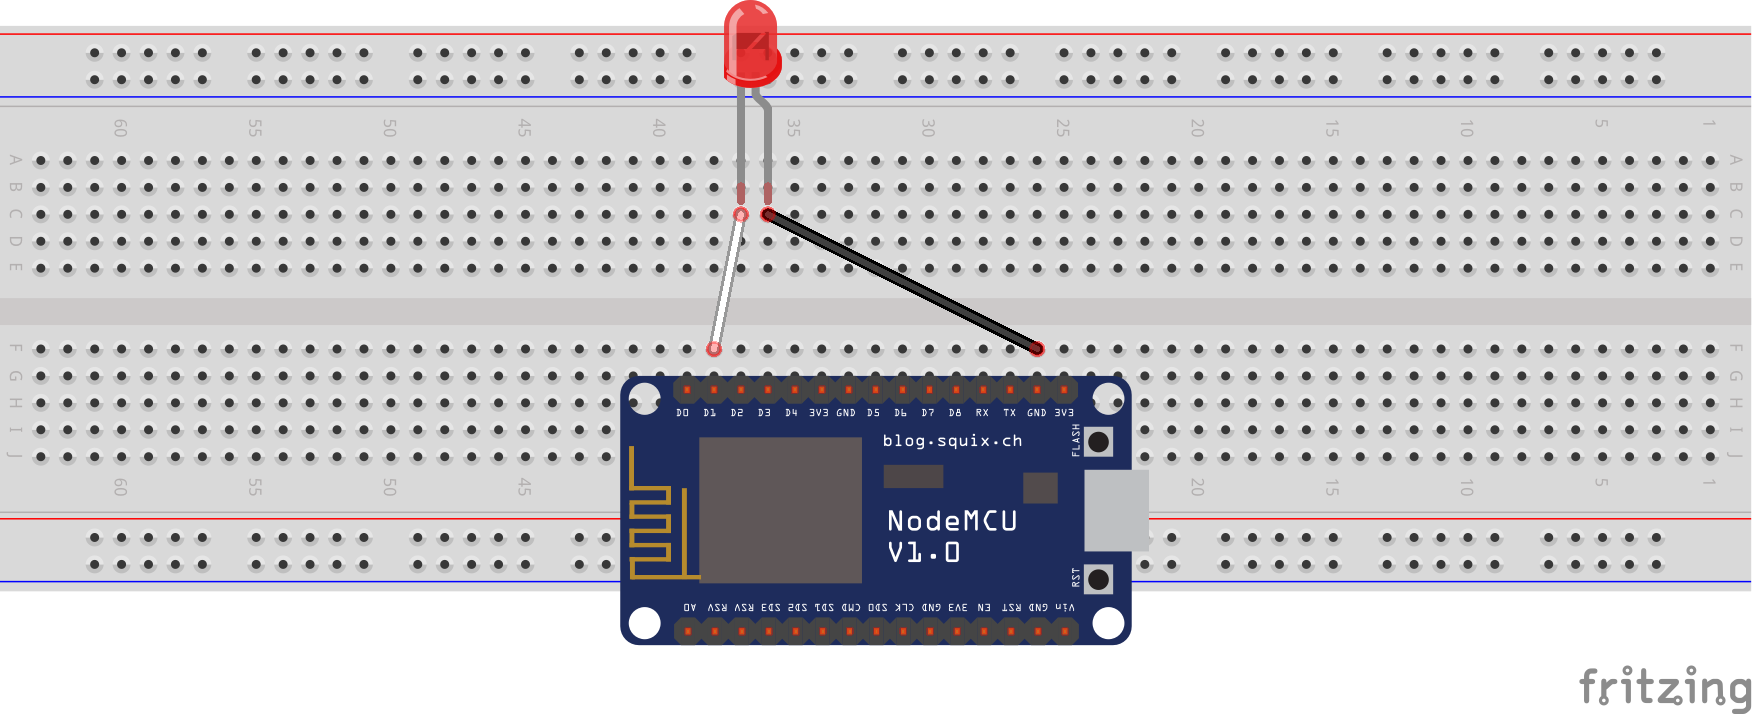 60 55 50 45 40 35 30 25 20 15 10 5 1
A A
B B
C C
D D
E E
F F
G G
H H
I I
J J
D0 D1 D2 D3 D4 3V3 GND D5 D6 D7 D8 RX TX GND 3V3
FLASH
blog.squix.ch
60 55 50 45 20 15 10 5 1
NodeMCU
V1.0
RST
A0 RSV RSV SD3 SD2 SD1 CMD SD0 CLK GND 3V3 EN RST GND Vin
fritzing